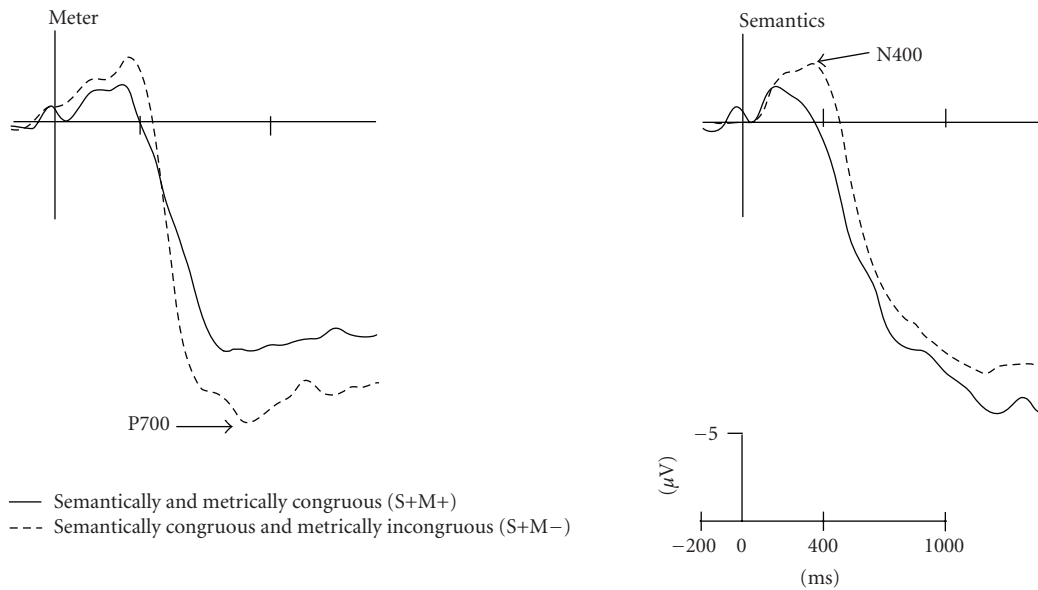 Meter
Semantics
N400
P700
−5
(μV)
−200 0 400 1000
(ms)
Semantically and metrically congruous (S+M+)
Semantically congruous and metrically incongruous (S+M−)